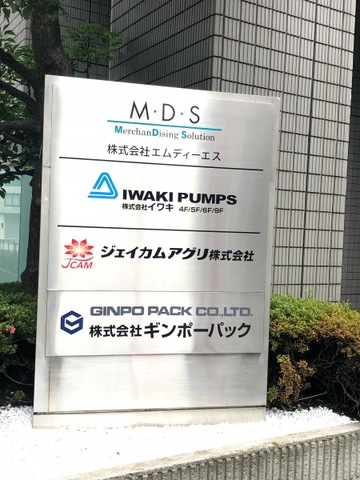 M・D・S
MerchanDising Solution
株式会社エムディーエス
IWAKI PUMPS
株式会社イワキ 4F/5F/6F/9F
JCAM
ジェイカムアグリ株式会社
GINPO PACK CO.,LTD.
株式会社ギンポーパック